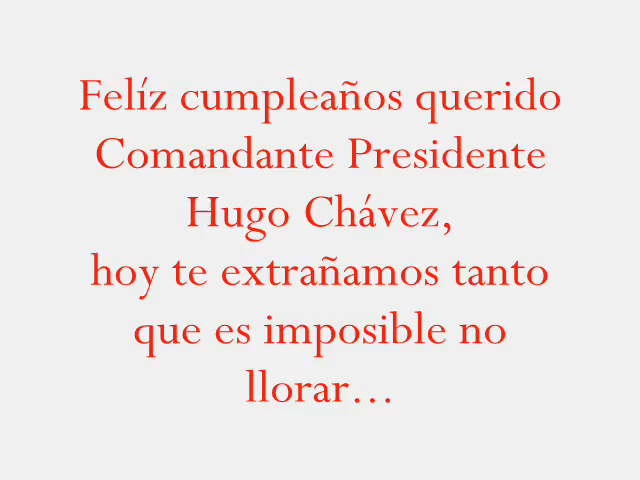 Felíz cumpleaños querido
Comandante Presidente
Hugo Chávez,
hoy te extrañamos tanto
que es imposible no
llorar...